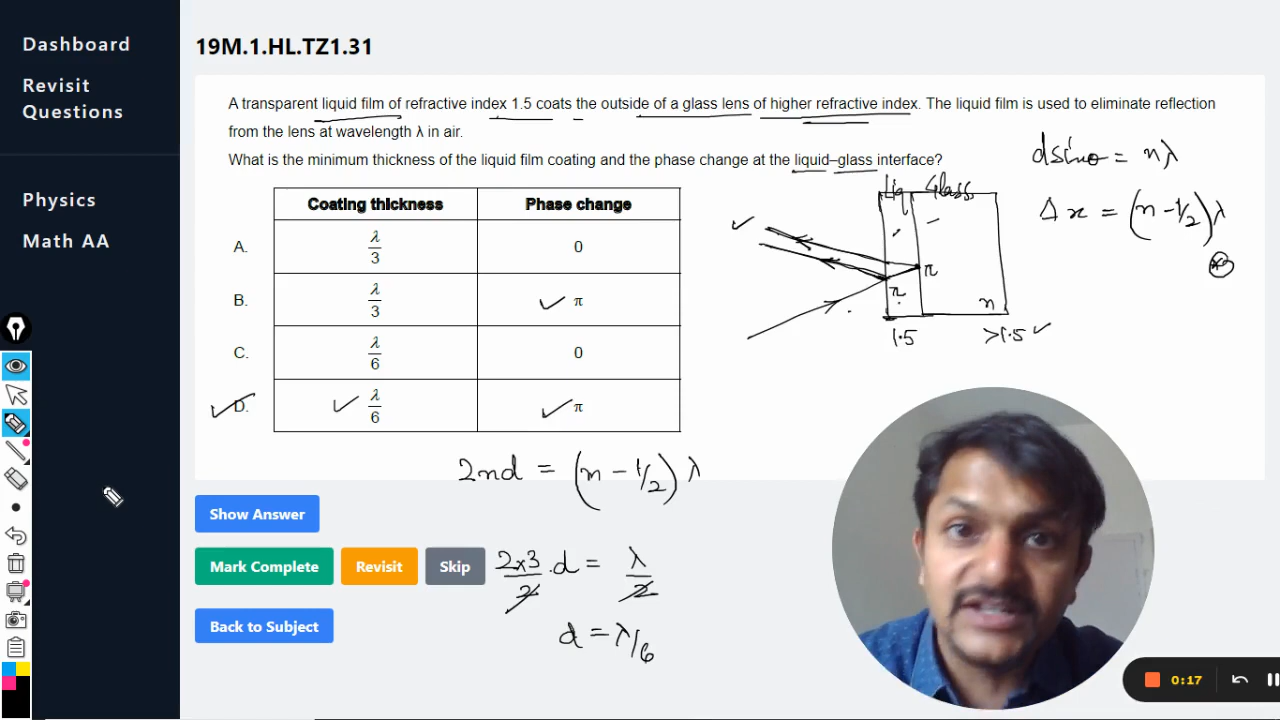 Dashboard
Revisit
Questions
Physics
Math AA
19M.1.HL.TZ1.31
A transparent liquid film of refractive index 1.5 coats the outside of a glass lens of higher refractive index. The liquid film is used to eliminate reflection
from the lens at wavelength λ in air.
What is the minimum thickness of the liquid film coating and the phase change at the liquid–glass interface?
Coating thickness Phase change
A. λ/3 0
B. λ/3 π
C. λ/6 0
D. λ/6 π
dsinθ = nλ
Δx = (n - 1/2) λ
Liq Glass
π
π
n
1.5 >1.5
2nd = (n - 1/2) λ
2x3/2 .d = λ/2
d = λ/6
Show Answer
Mark Complete Revisit Skip
Back to Subject
0:17